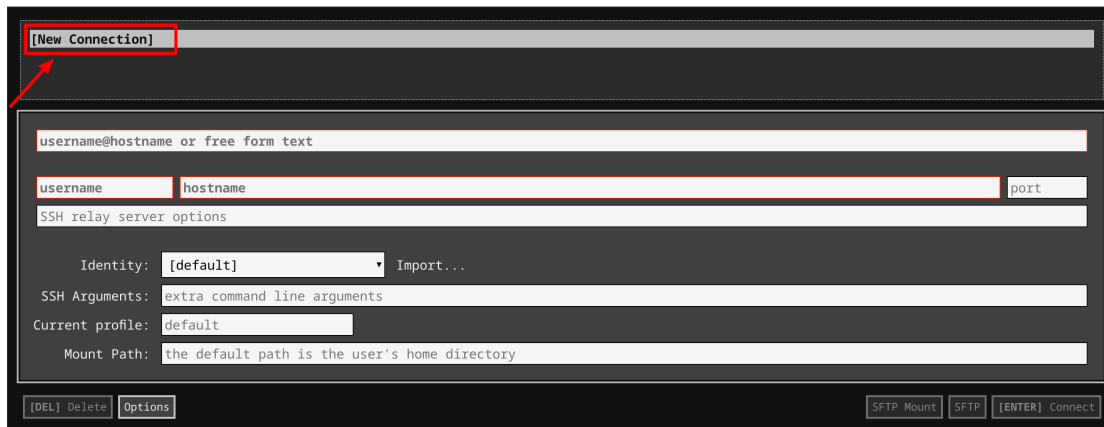 [New Connection]
username@hostname or free form text
username hostname port
SSH relay server options
Identity: [default] Import...
SSH Arguments: extra command line arguments
Current profile: default
Mount Path: the default path is the user's home directory
[DEL] Delete Options SFTP Mount SFTP [ENTER] Connect